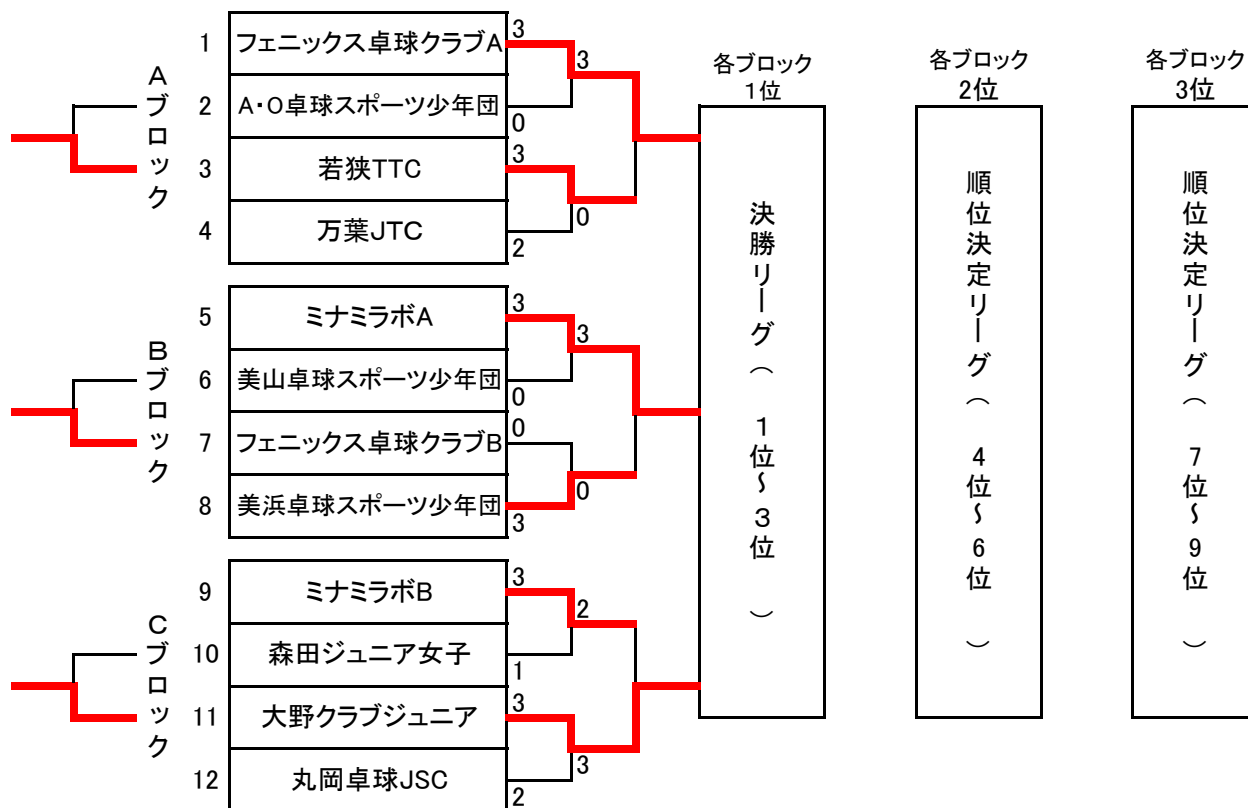 Aブロック
1 フェニックス卓球クラブA 3
2 A・O卓球スポーツ少年団 0
3 若狭TTC 3
4 万葉JTC 2
3
0
Bブロック
5 ミナミラボA 3
6 美山卓球スポーツ少年団 0
7 フェニックス卓球クラブB 0
8 美浜卓球スポーツ少年団 3
3
0
Cブロック
9 ミナミラボB 3
10 森田ジュニア女子 1
11 大野クラブジュニア 3
12 丸岡卓球JSC 2
2
3
各ブロック
1位
決勝リーグ（1位～3位）
各ブロック
2位
順位決定リーグ（4位～6位）
各ブロック
3位
順位決定リーグ（7位～9位）